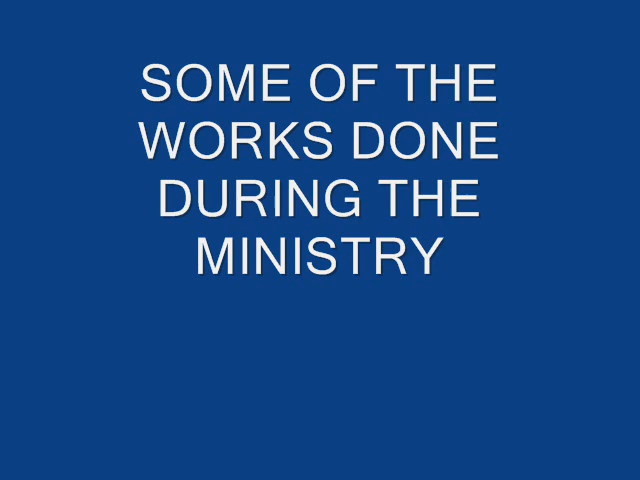 SOME OF THE
WORKS DONE
DURING THE
MINISTRY